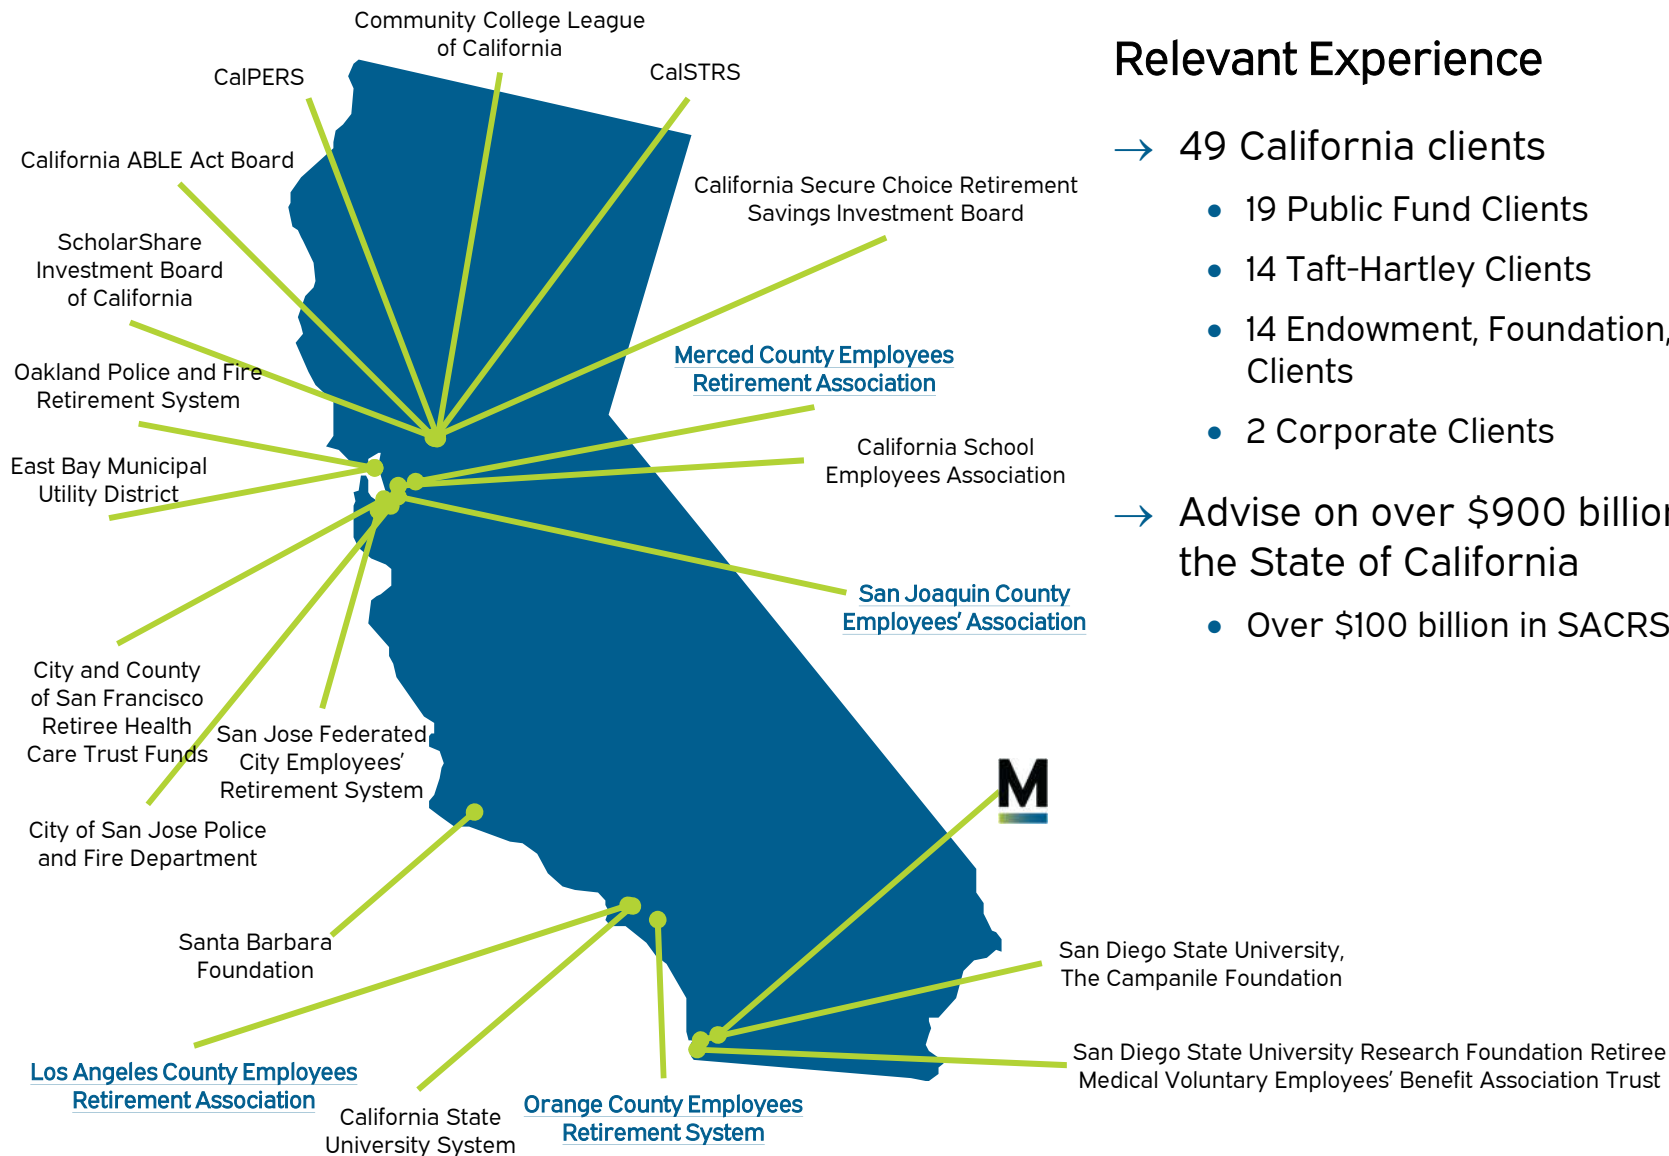 Community College League
of California
CalPERS
CalSTRS
California ABLE Act Board
California Secure Choice Retirement
Savings Investment Board
ScholarShare
Investment Board
of California
Merced County Employees
Retirement Association
Oakland Police and Fire
Retirement System
California School
Employees Association
East Bay Municipal
Utility District
San Joaquin County
Employees' Association
City and County
of San Francisco
Retiree Health
Care Trust Funds
San Jose Federated
City Employees'
Retirement System
City of San Jose Police
and Fire Department
M
Santa Barbara
Foundation
San Diego State University,
The Campanile Foundation
San Diego State University Research Foundation Retiree
Medical Voluntary Employees' Benefit Association Trust
Los Angeles County Employees
Retirement Association
California State
University System
Orange County Employees
Retirement System
Relevant Experience
→ 49 California clients
• 19 Public Fund Clients
• 14 Taft-Hartley Clients
• 14 Endowment, Foundation,
Clients
• 2 Corporate Clients
→ Advise on over $900
the State of California
• Over $100 billion in SACRS